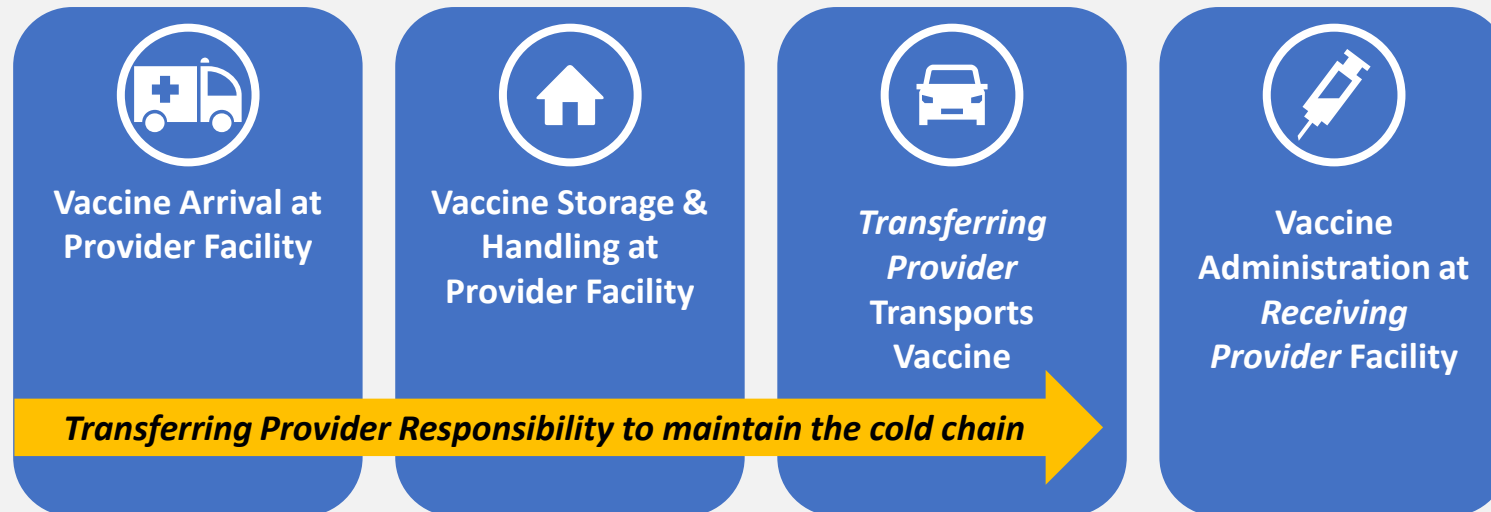 Vaccine Arrival at
Provider Facility
Vaccine Storage &
Handling at
Provider Facility
Transferring
Provider
Transports
Vaccine
Vaccine
Administration at
Receiving
Provider Facility
Transferring Provider Responsibility to maintain the cold chain